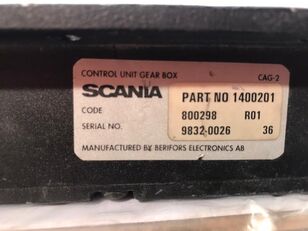 CONTROL UNIT GEAR BOX CAG-2
SCANIA PART NO 1400201
CODE 800298 R01
SERIAL NO. 9832-0026 36
MANUFACTURED BY BERIFORS ELECTRONICS AB